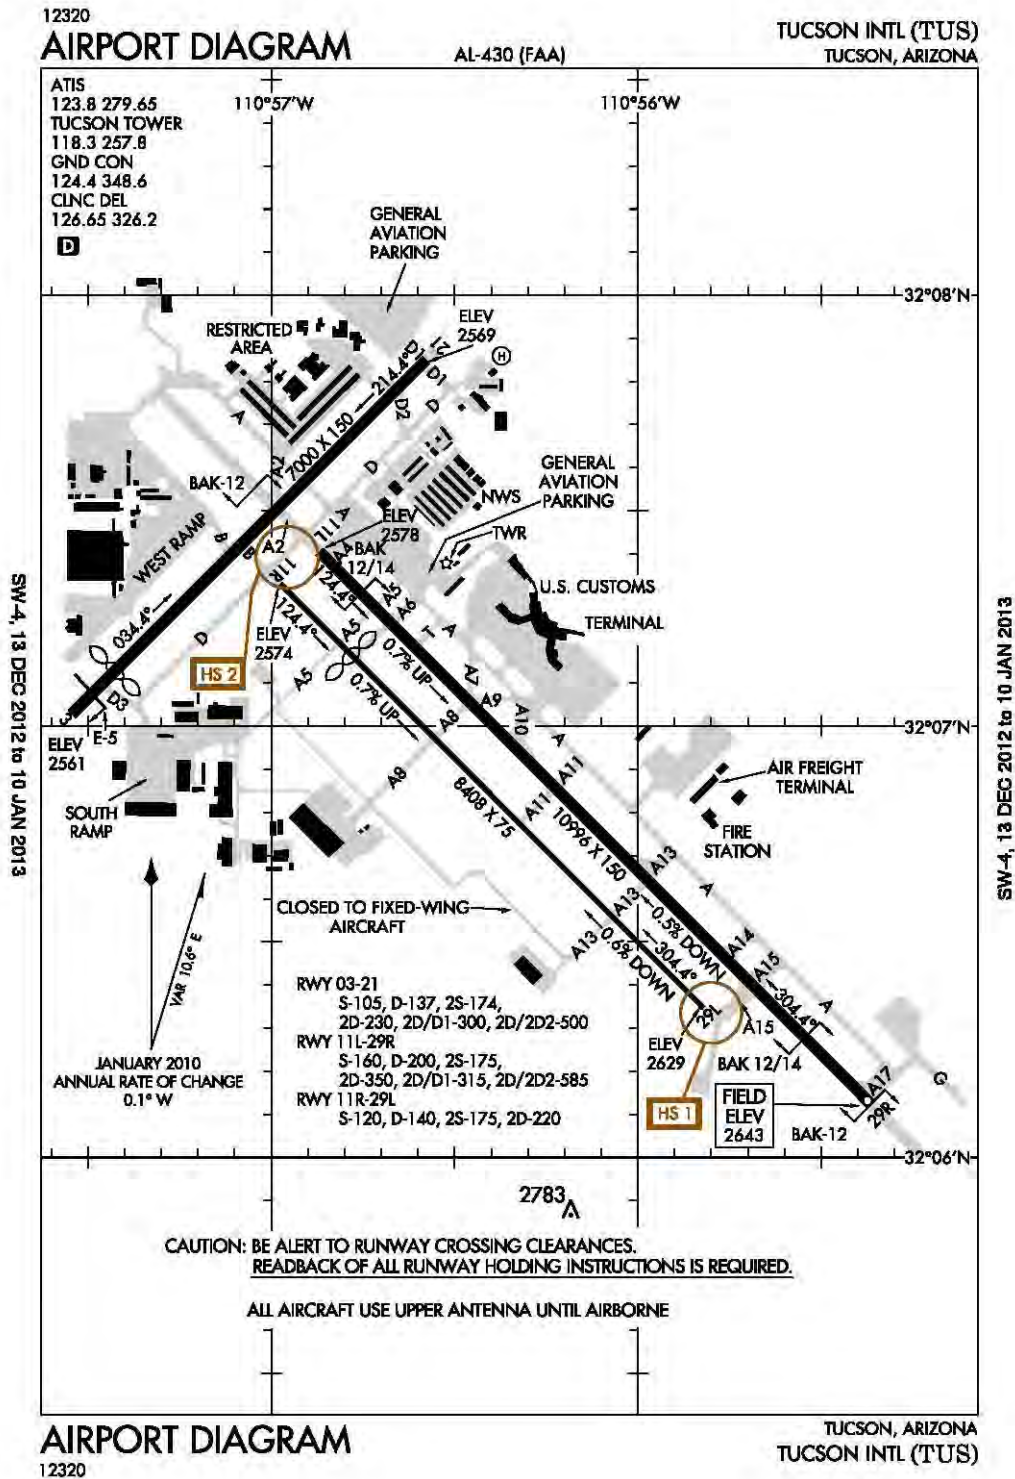 12320
AIRPORT DIAGRAM
AL-430 (FAA)
TUCSON INTL (TUS)
TUCSON, ARIZONA
ATIS
123.8 279.65
TUCSON TOWER
118.3 257.8
GND CON
124.4 348.6
CLNC DEL
126.65 326.2
D
110°57'W
110°56'W
GENERAL
AVIATION
PARKING
32°08'N
RESTRICTED
AREA
ELEV
2569
21
D1
D1
H
214.4°
D2
D
A
7000 X 150
A2
D
BAK-12
GENERAL
AVIATION
PARKING
NWS
ELEV
2578
TWR
WEST RAMP
B
B
A2
A
11L
A4
BAK
12/14
11R
124.4°
A5
A6
U.S. CUSTOMS
TERMINAL
034.4°
D
ELEV
2574
124.4°
A5
T
A
HS 2
A5
0.7% UP
0.7% UP
A7
A9
3
D3
E-5
ELEV
2561
A8
A10
A
32°07'N
A8
A11
A11
AIR FREIGHT
TERMINAL
SOUTH
RAMP
8408 X 75
10996 X 150
FIRE
STATION
A13
A13
A
CLOSED TO FIXED-WING
AIRCRAFT
A13
0.5% DOWN
0.6% DOWN
304.4°
A14
A15
VAR 10.6° E
RWY 03-21
S-105, D-137, 2S-174,
2D-230, 2D/D1-300, 2D/2D2-500
RWY 11L-29R
S-160, D-200, 2S-175,
2D-350, 2D/D1-315, 2D/2D2-585
RWY 11R-29L
S-120, D-140, 2S-175, 2D-220
29L
A15
304.4°
A
ELEV
2629
BAK 12/14
JANUARY 2010
ANNUAL RATE OF CHANGE
0.1° W
HS 1
FIELD
ELEV
2643
BAK-12
A17
29R
G
32°06'N
2783
CAUTION: BE ALERT TO RUNWAY CROSSING CLEARANCES.
READBACK OF ALL RUNWAY HOLDING INSTRUCTIONS IS REQUIRED.
ALL AIRCRAFT USE UPPER ANTENNA UNTIL AIRBORNE
SW-4, 13 DEC 2012 to 10 JAN 2013
SW-4, 13 DEC 2012 to 10 JAN 2013
AIRPORT DIAGRAM
12320
TUCSON, ARIZONA
TUCSON INTL (TUS)